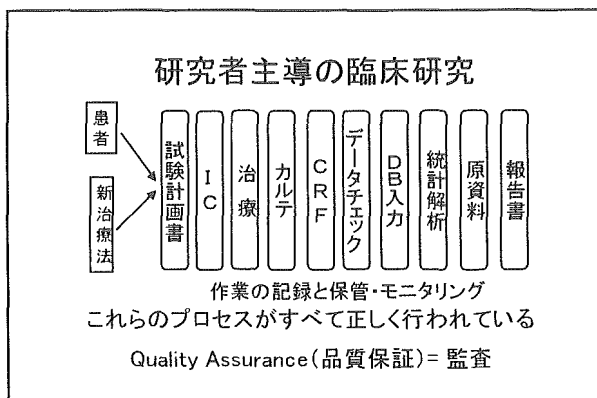 研究者主導の臨床研究
患者
新治療法
試験計画書
IC
治療
カルテ
CRF
データチェック
DB入力
統計解析
原資料
報告書
作業の記録と保管・モニタリング
これらのプロセスがすべて正しく行われている
Quality Assurance(品質保証)= 監査